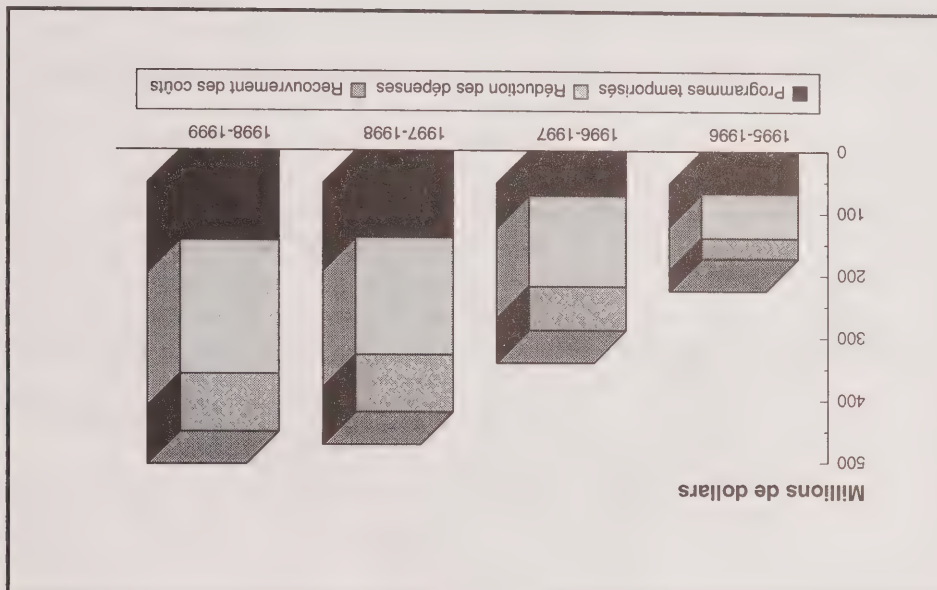 Millions de dollars
500
400
300
200
100
0
1995-1996 1996-1997 1997-1998 1998-1999
Programmes temporisés Réduction des dépenses Recouvrement des coûts